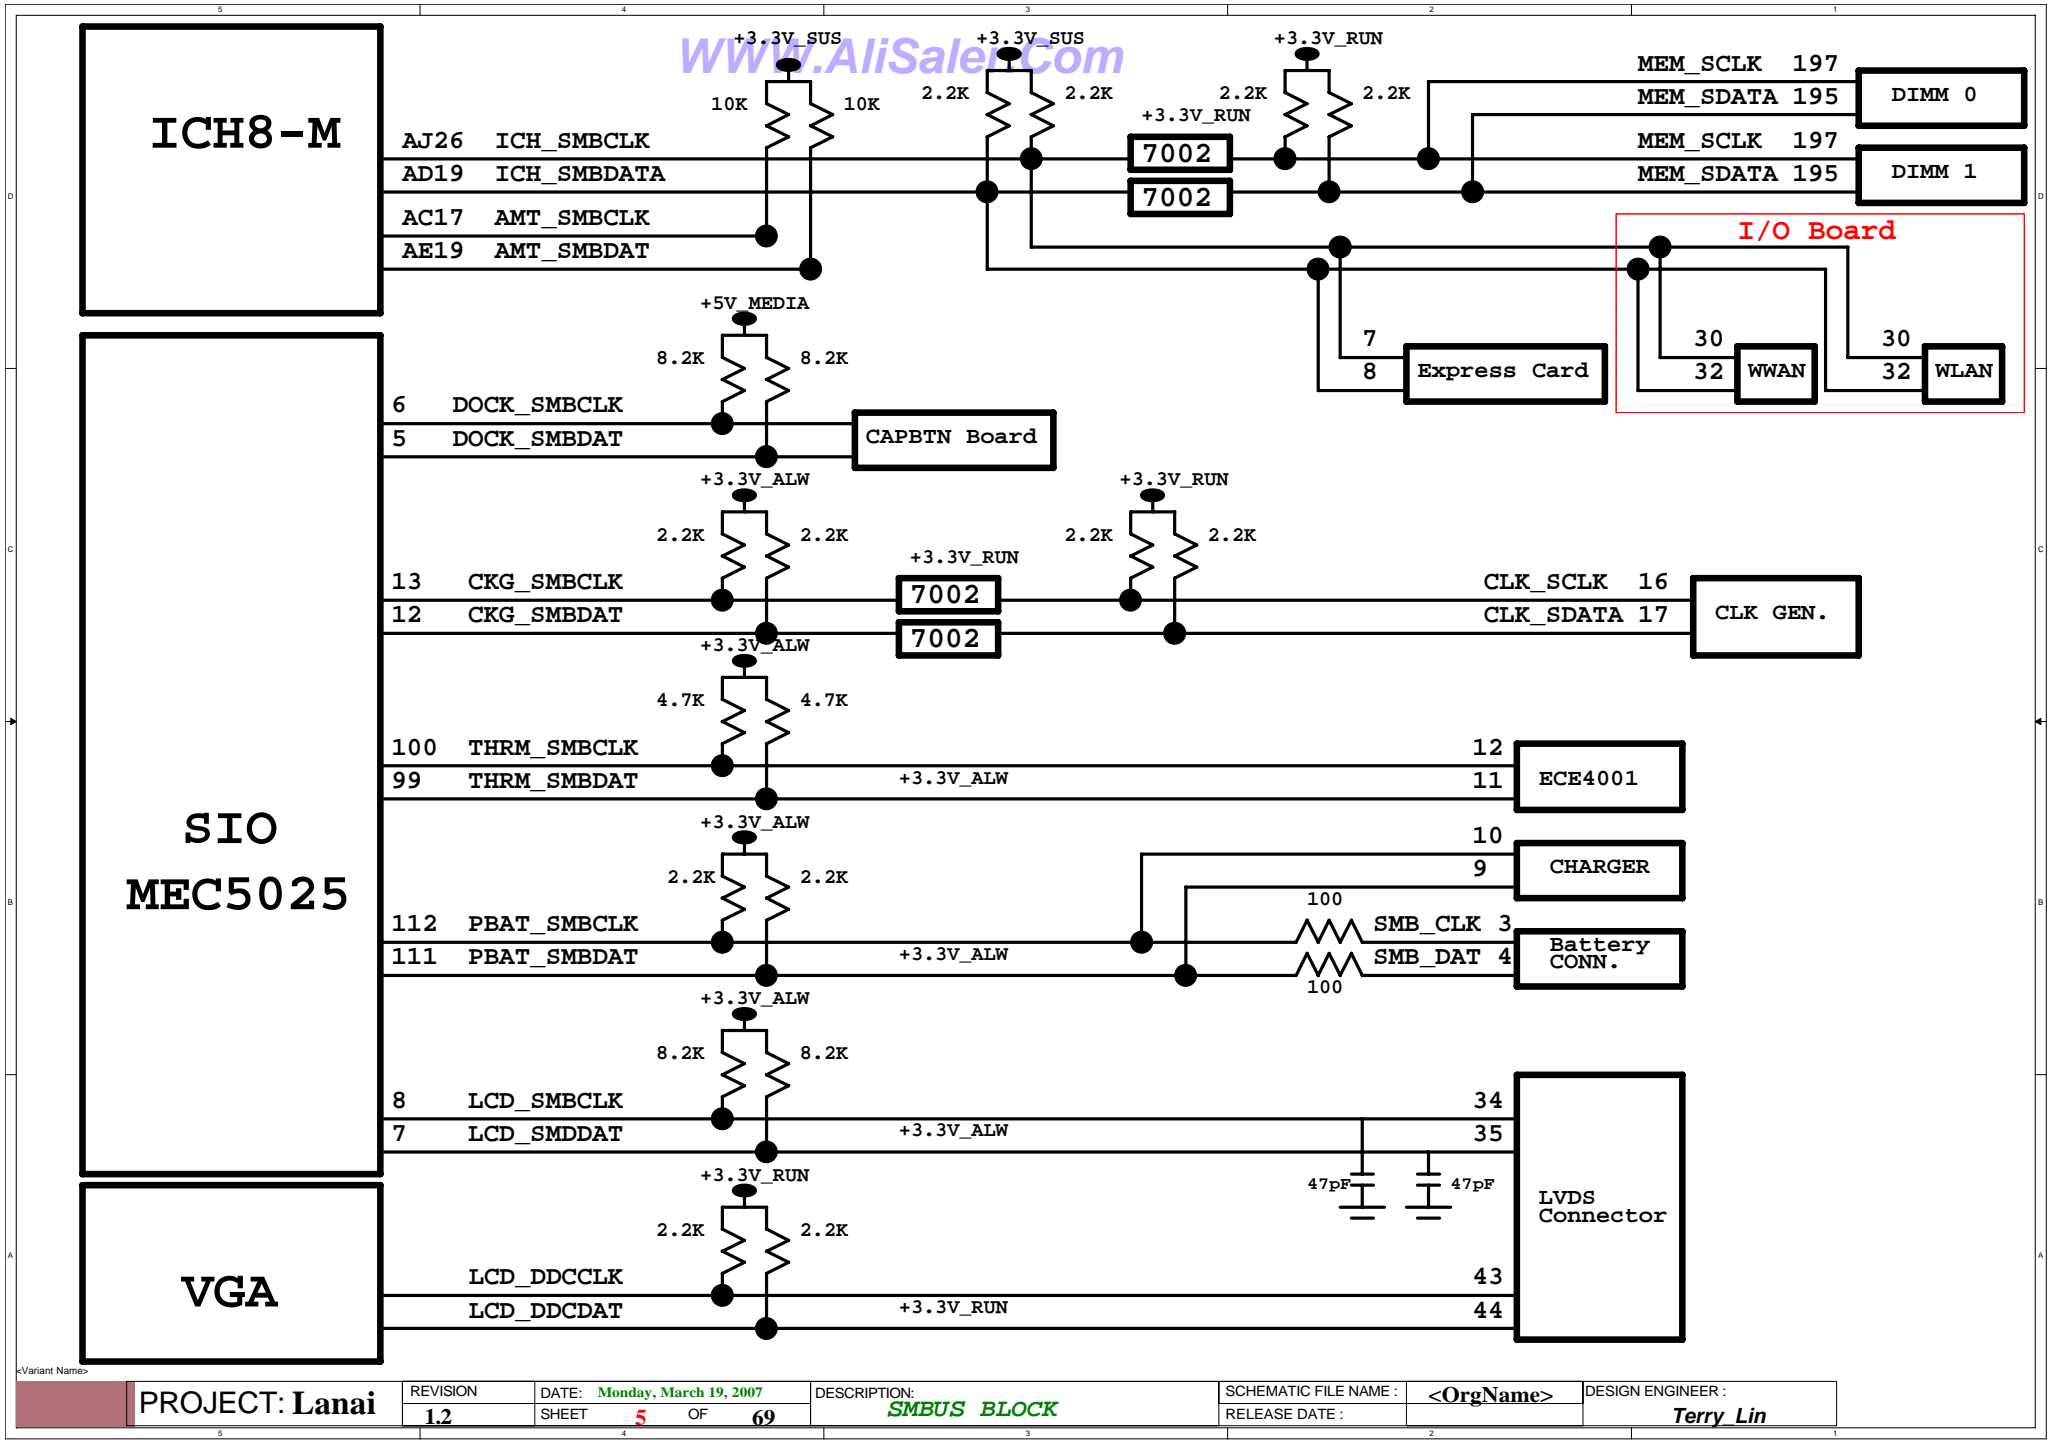 5 4 3 2 1
WWW.AliSaler.Com
ICH8-M
+3.3V_SUS
10K 10K
+3.3V_SUS
2.2K 2.2K
+3.3V_RUN
2.2K 2.2K
+3.3V_RUN
7002
7002
MEM_SCLK 197
MEM_SDATA 195
DIMM 0
MEM_SCLK 197
MEM_SDATA 195
DIMM 1
AJ26 ICH_SMBCLK
AD19 ICH_SMBDATA
AC17 AMT_SMBCLK
AE19 AMT_SMBDAT
D D
I/O Board
7
8
Express Card
30
32
WWAN
30
32
WLAN
+5V_MEDIA
8.2K 8.2K
6 DOCK_SMBCLK
5 DOCK_SMBDAT
CAPBTN Board
+3.3V_ALW
2.2K 2.2K
+3.3V_RUN
2.2K 2.2K
C C
+3.3V_RUN
13 CKG_SMBCLK
12 CKG_SMBDAT
7002
7002
CLK_SCLK 16
CLK_SDATA 17
CLK GEN.
+3.3V_ALW
4.7K 4.7K
100 THRM_SMBCLK
99 THRM_SMBDAT
+3.3V_ALW
12
11
ECE4001
SIO
MEC5025
+3.3V_ALW
2.2K 2.2K
10
9
CHARGER
B B
112 PBAT_SMBCLK
111 PBAT_SMBDAT
+3.3V_ALW
100
SMB_CLK 3
SMB_DAT 4
100
Battery
CONN.
+3.3V_ALW
8.2K 8.2K
8 LCD_SMBCLK
7 LCD_SMDDAT
+3.3V_ALW
34
35
47pF 47pF
LVDS
Connector
+3.3V_RUN
2.2K 2.2K
A A
VGA
LCD_DDCCLK
LCD_DDCDAT
+3.3V_RUN
43
44
<Variant Name>
PROJECT: Lanai
REVISION
1.2
DATE: Monday, March 19, 2007
SHEET 5 OF 69
DESCRIPTION:
SMBUS BLOCK
SCHEMATIC FILE NAME : <OrgName>
RELEASE DATE :
DESIGN ENGINEER :
Terry_Lin
5 4 3 2 1